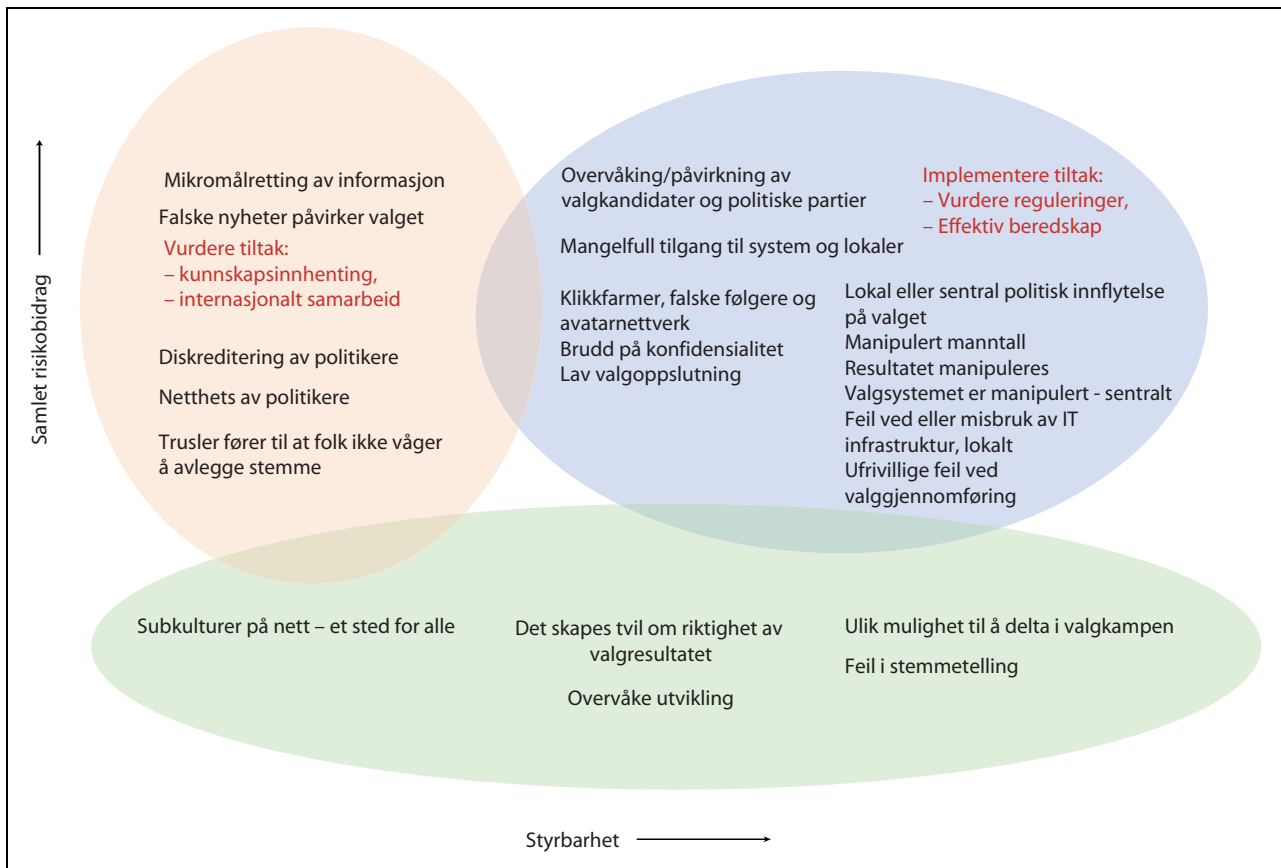 Samlet risikobidrag
Mikromålretting av informasjon
Falske nyheter påvirker valget
Vurdere tiltak:
– kunnskapsinnhenting,
– internasjonalt samarbeid
Diskreditering av politikere
Netthets av politikere
Trusler fører til at folk ikke våger
å avlegge stemme
Overvåking/påvirkning av
valgkandidater og politiske partier
Mangelfull tilgang til system og lokaler
Klikkfarmer, falske følgere og
avatarnettverk
Brudd på konfidensialitet
Lav valgoppslutning
Implementere tiltak:
– Vurdere reguleringer,
– Effektiv beredskap
Lokal eller sentral politisk innflytelse
på valget
Manipulert manntall
Resultatet manipuleres
Valgsystemet er manipulert - sentralt
Feil ved eller misbruk av IT
infrastruktur, lokalt
Ufrivillige feil ved
valggjennomføring
Subkulturer på nett – et sted for alle
Det skapes tvil om riktighet av
valgresultatet
Overvåke utvikling
Ulik mulighet til å delta i valgkampen
Feil i stemmetelling
Styrbarhet